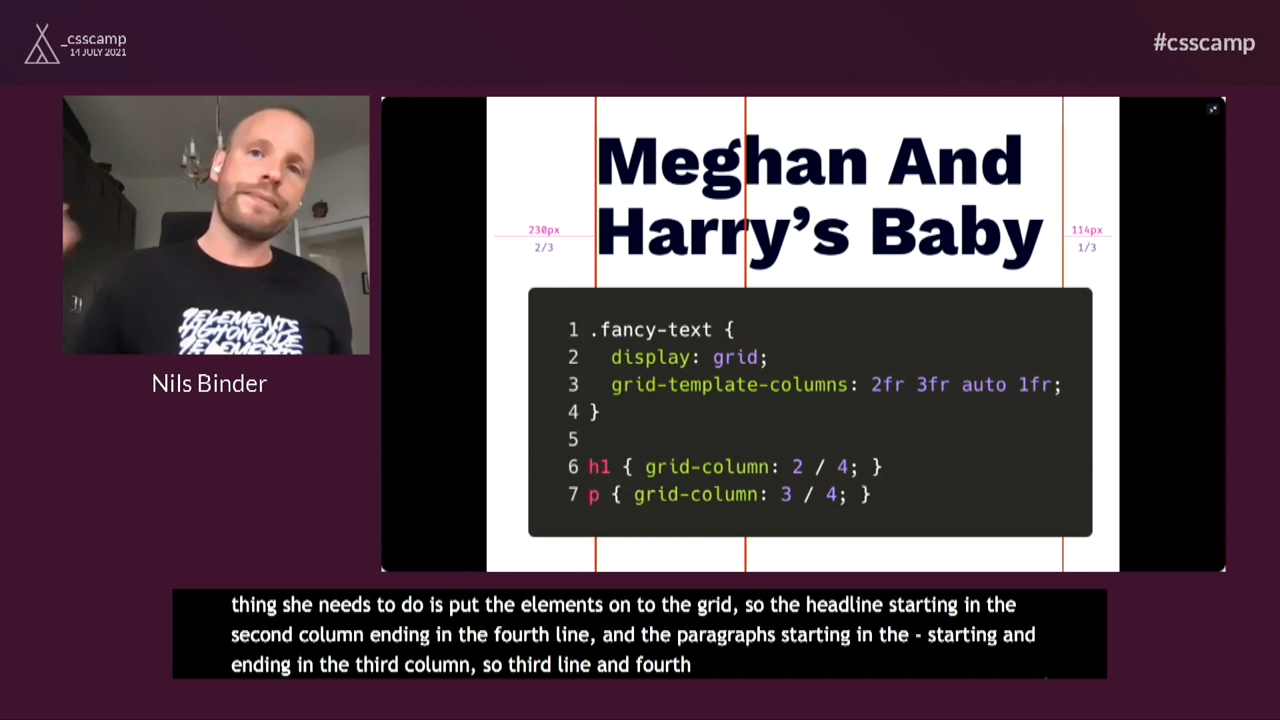 _csscamp
14 JULY 2021
#csscamp
Meghan And
Harry’s Baby
230px
2/3
114px
1/3
1 .fancy-text {
2 display: grid;
3 grid-template-columns: 2fr 3fr auto 1fr;
4 }
5
6 h1 { grid-column: 2 / 4; }
7 p { grid-column: 3 / 4; }
Nils Binder
thing she needs to do is put the elements on to the grid, so the headline starting in the
second column ending in the fourth line, and the paragraphs starting in the - starting and
ending in the third column, so third line and fourth